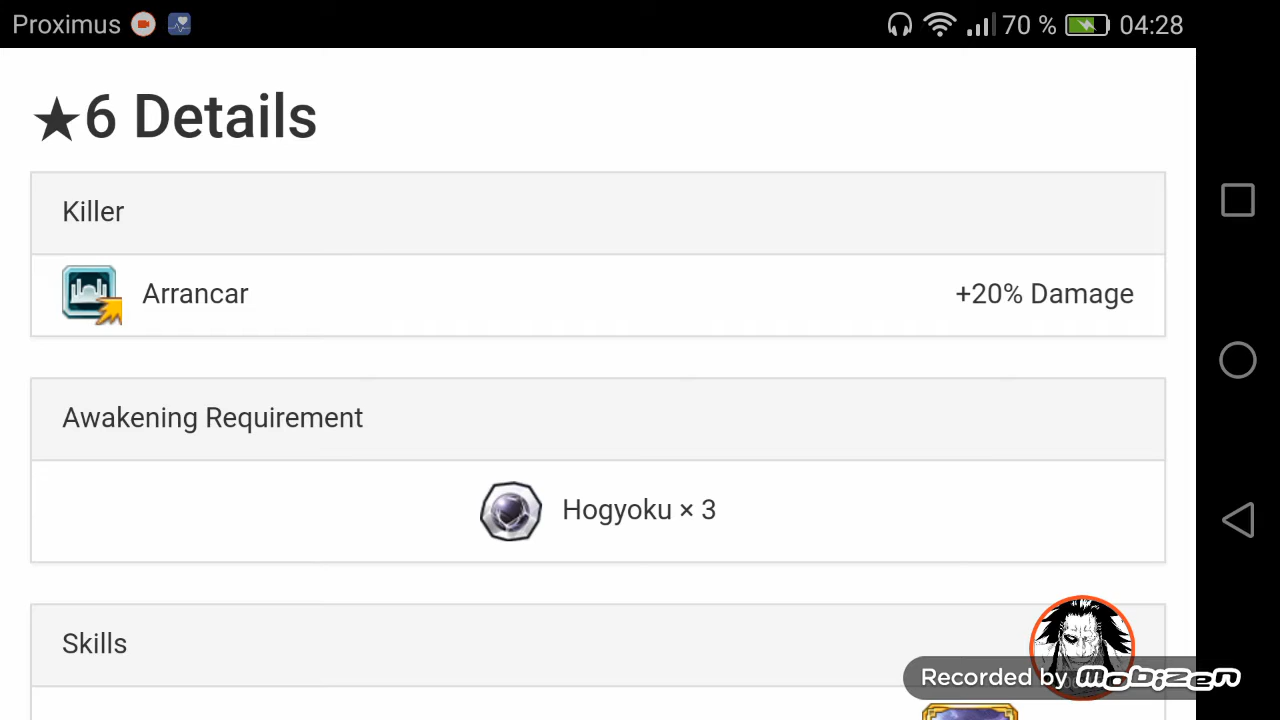 Proximus 70 % 04:28
★6 Details
Killer
Arrancar +20% Damage
Awakening Requirement
Hogyoku × 3
Skills
Recorded by mobizen